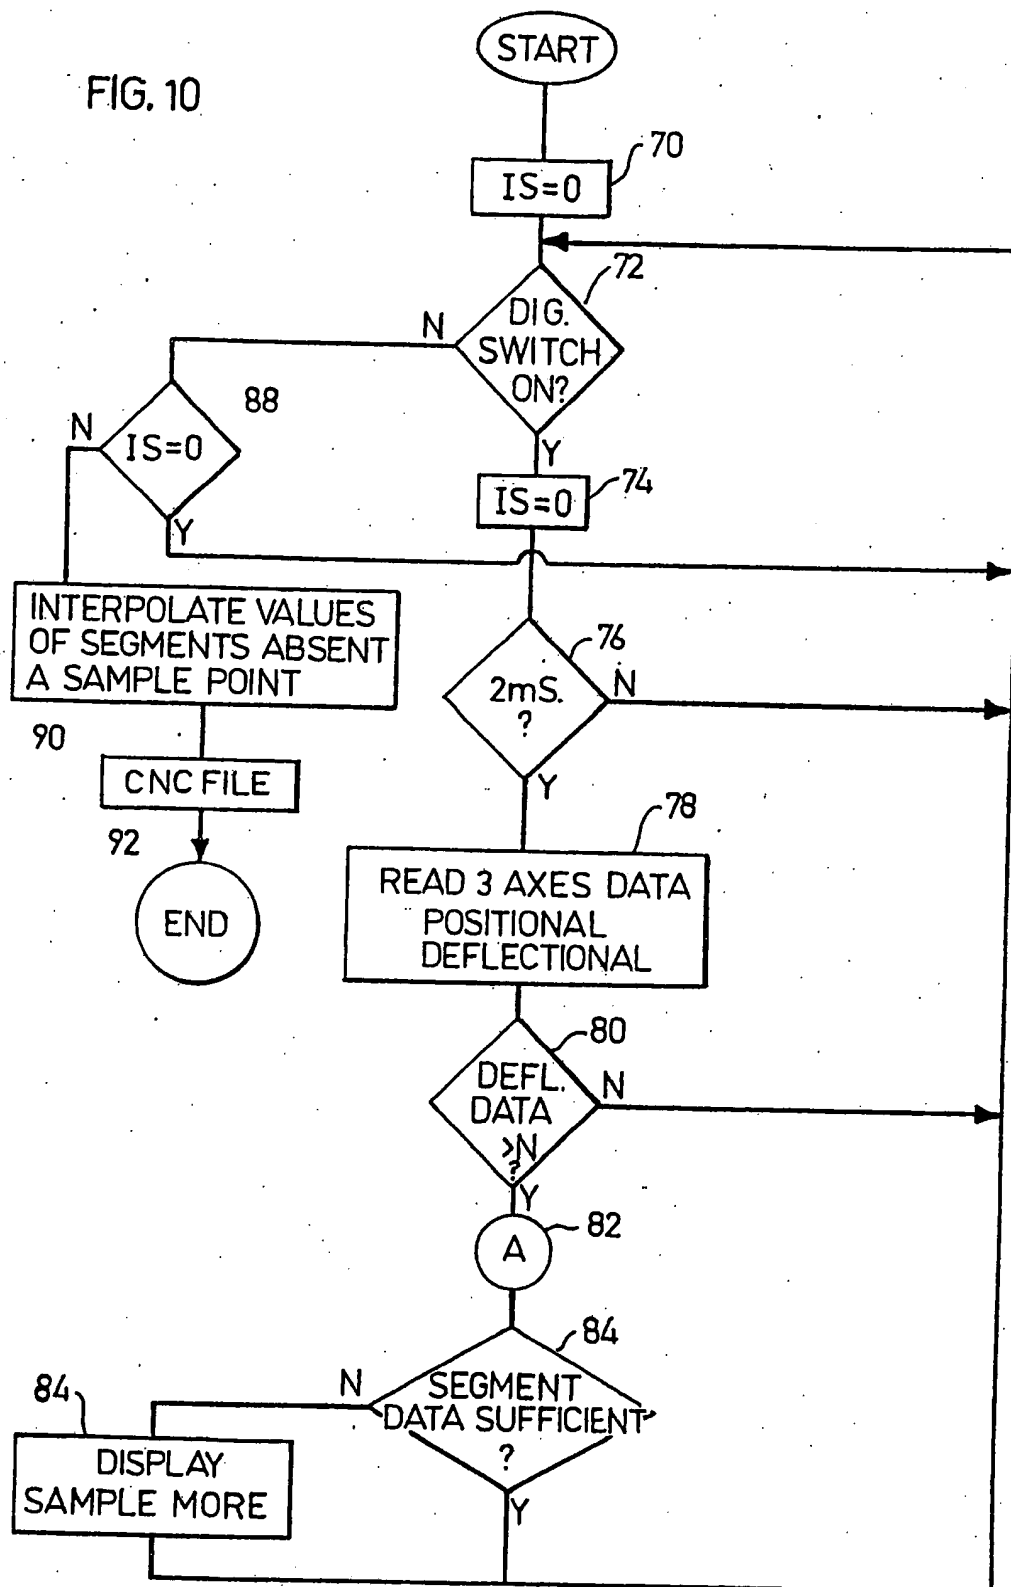 START
FIG. 10
70
IS=0
72
DIG.
SWITCH
ON?
N
Y
88
IS=0
N
Y
74
IS=0
INTERPOLATE VALUES
OF SEGMENTS ABSENT
A SAMPLE POINT
90
CNC FILE
92
END
76
2mS.
?
N
Y
78
READ 3 AXES DATA
POSITIONAL
DEFLECTIONAL
80
DEFL.
DATA
>N
?
N
Y
82
A
84
SEGMENT
DATA SUFFICIENT
?
N
Y
84
DISPLAY
SAMPLE MORE